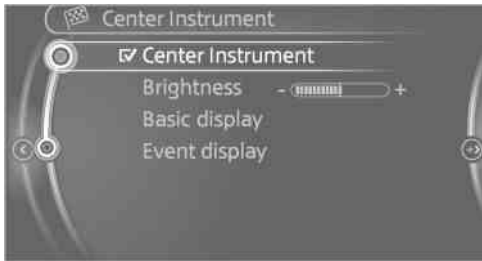 Center Instrument
Center Instrument
Brightness - +
Basic display
Event display